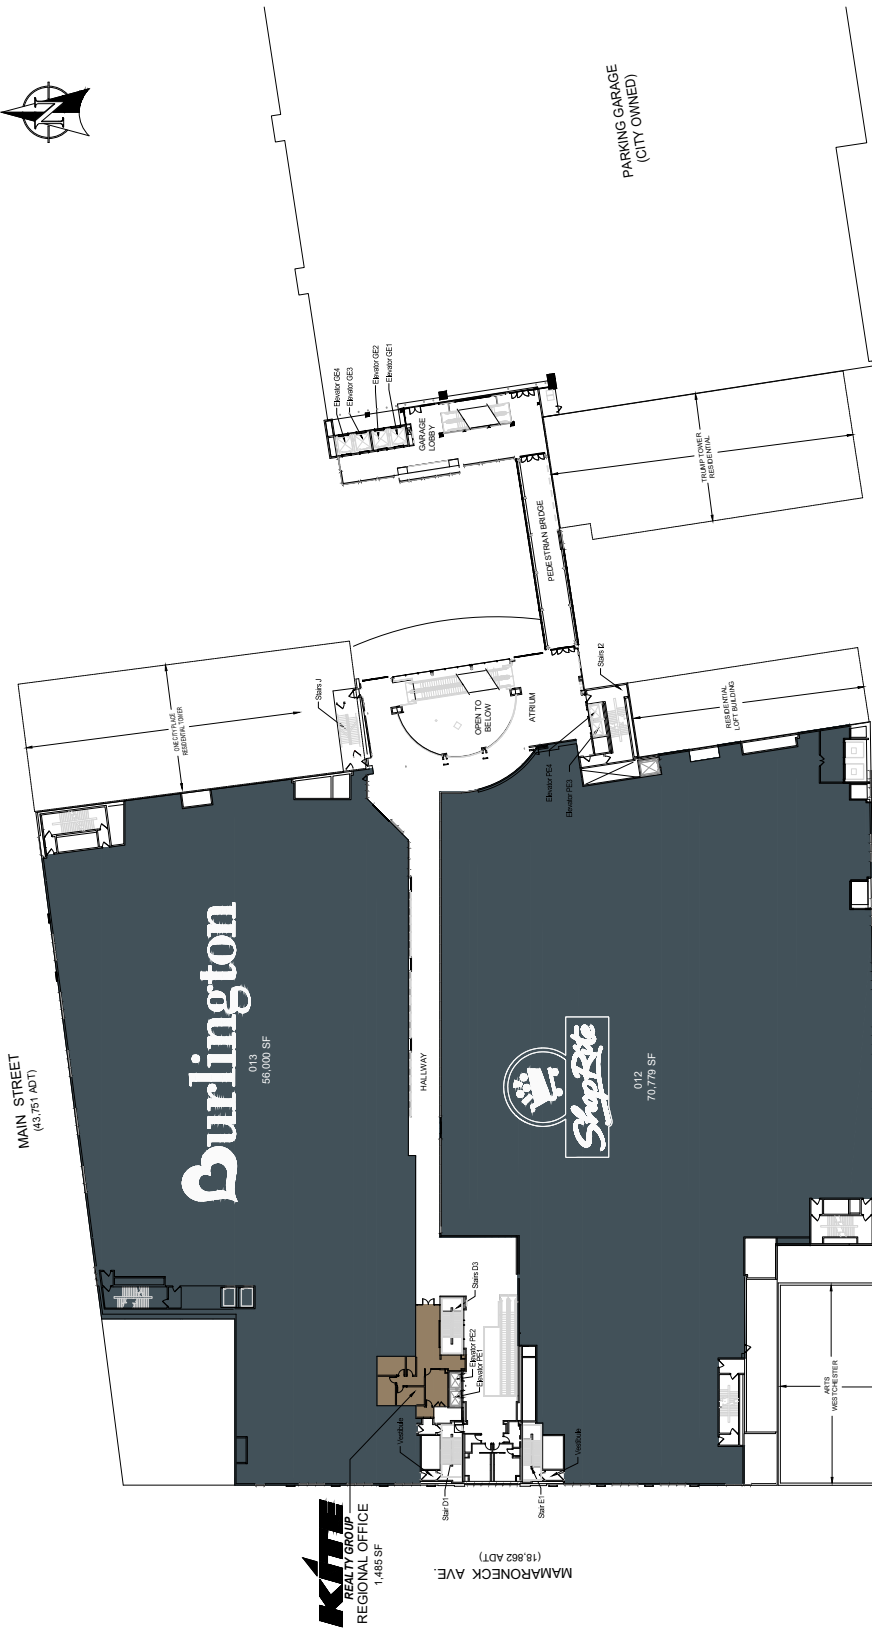 N
PARKING GARAGE
(CITY OWNED)
Elevator GE4
Elevator GE3
Elevator GE2
Elevator GE1
GARAGE
LOBBY
TRUMP TOWER
RESIDENTIAL
PEDESTRIAN BRIDGE
ONE CITY PLACE
RESIDENTIAL TOWER
Stairs J
OPEN TO
BELOW
ATRIUM
Stairs I2
RESIDENTIAL
LOFT BUILDING
Elevator PE4
Elevator PE3
MAIN STREET
(43,751 ADT)
Burlington
013
56,000 SF
HALLWAY
ShopRite
012
70,779 SF
Stairs D3
Elevator PE2
Elevator PE1
Vestibule
Vestibule
Stair D1
Stair E1
ARTS
WESTCHESTER
KITE
REALTY GROUP
REGIONAL OFFICE
1,485 SF
MAMARONECK AVE.
(18,862 ADT)